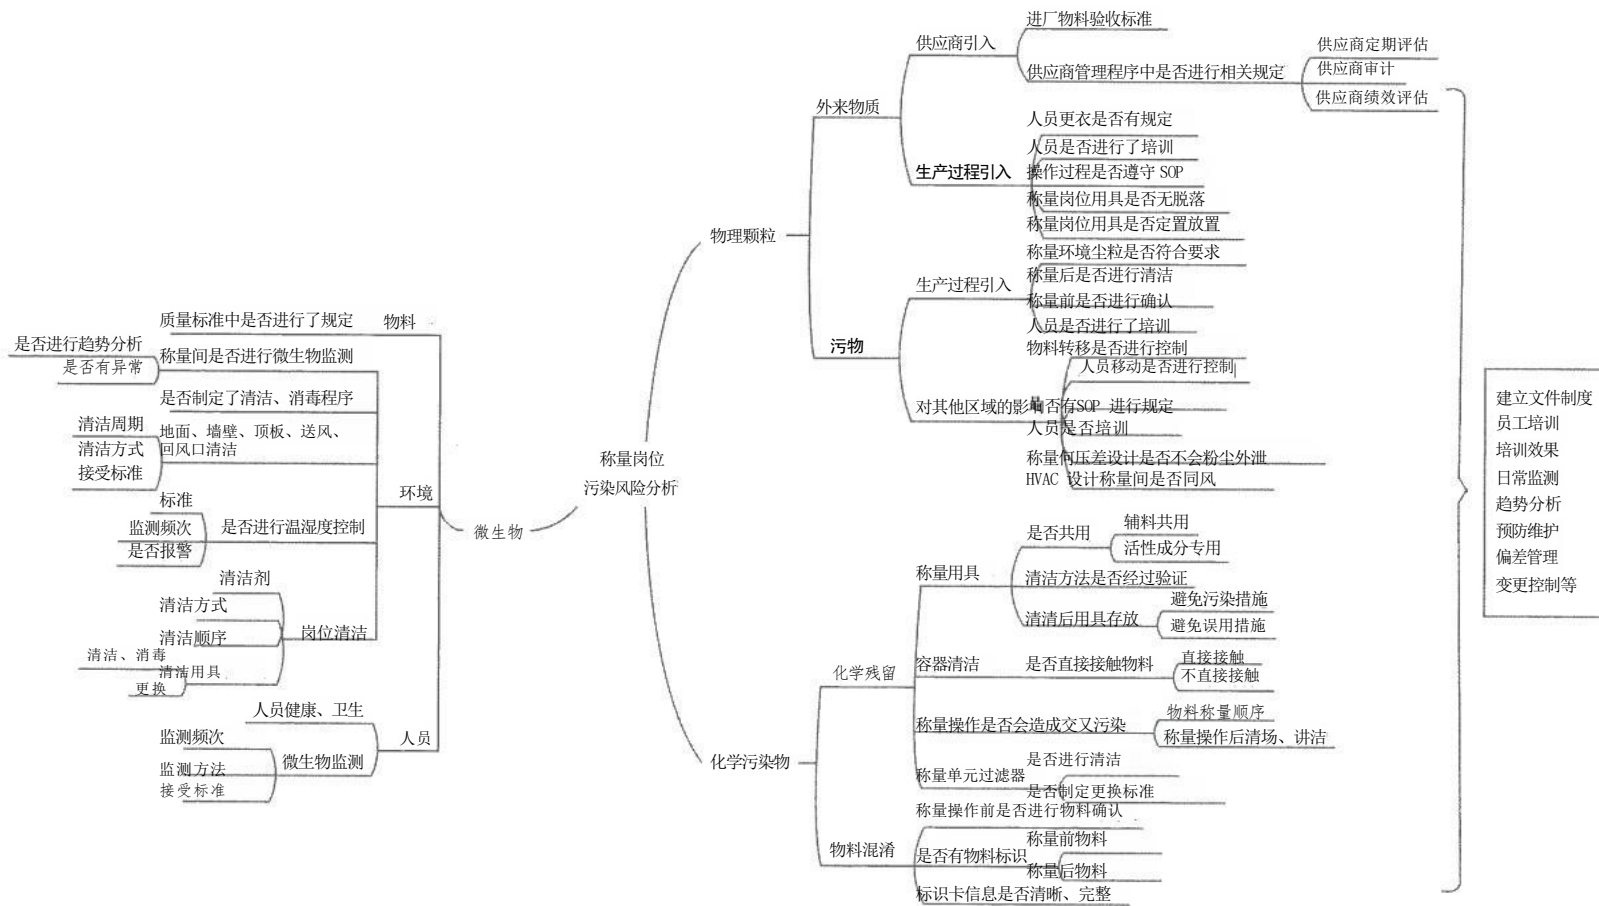 进厂物料验收标准
供应商引入
供应商定期评估
供应商管理程序中是否进行相关规定
供应商审计
供应商绩效评估
外来物质
人员更衣是否有规定
人员是否进行了培训
生产过程引入
操作过程是否遵守 SOP
称量岗位用具是否无脱落
称量岗位用具是否定置放置
物理颗粒
称量环境尘粒是否符合要求
称量后是否进行清洁
生产过程引入
称量前是否进行确认
人员是否进行了培训
污物
物料转移是否进行控制
人员移动是否进行控制
对其他区域的影响
是否有SOP 进行规定
人员是否培训
称量何压差设计是否不会粉尘外泄
HVAC 设计称量间是否同风
称量岗位
污染风险分析
微生物
物料
质量标准中是否进行了规定
是否进行趋势分析
称量间是否进行微生物监测
是否有异常
是否制定了清洁、消毒程序
清洁周期
地面、墙壁、顶板、送风、
回风口清洁
清洁方式
接受标准
环境
标准
监测频次
是否进行温湿度控制
是否报警
清洁剂
清洁方式
岗位清洁
清洁顺序
清洁、消毒
清洁用具
更换
人员健康、卫生
人员
监测频次
微生物监测
监测方法
接受标准
化学污染物
化学残留
称量用具
是否共用
辅料共用
活性成分专用
清洁方法是否经过验证
清清后用具存放
避免污染措施
避免误用措施
容器清洁
是否直接接触物料
直接接触
不直接接触
称量操作是否会造成交又污染
物料称量顺序
称量操作后清场、讲洁
称量单元过滤器
是否进行清洁
是否制定更换标准
物料混淆
称量操作前是否进行物料确认
是否有物料标识
称量前物料
称量后物料
标识卡信息是否清晰、完整
建立文件制度
员工培训
培训效果
日常监测
趋势分析
预防维护
偏差管理
变更控制等